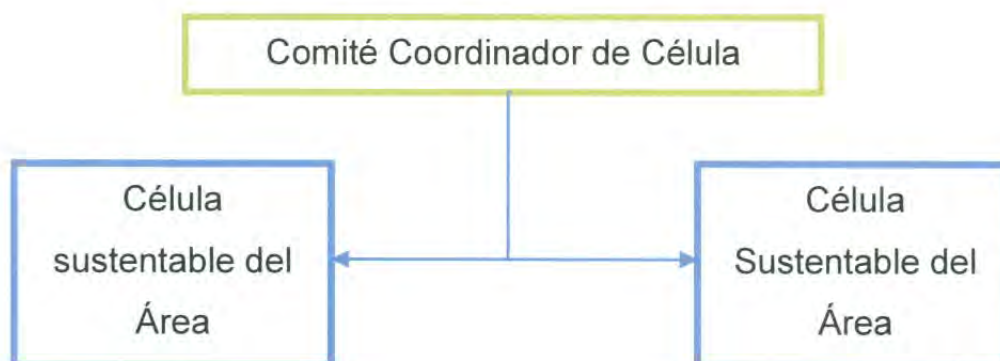 Comité Coordinador de Célula
Célula
sustentable del
Área
Célula
Sustentable del
Área